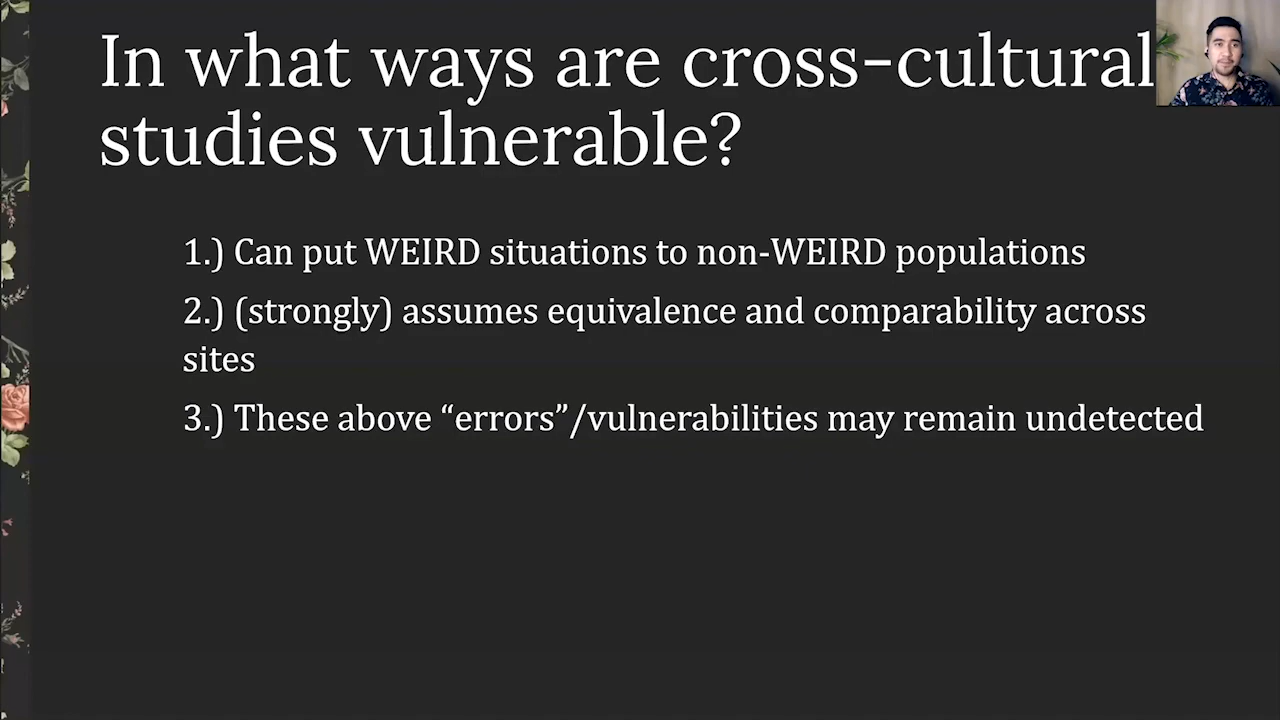 In what ways are cross-cultural
studies vulnerable?
1.) Can put WEIRD situations to non-WEIRD populations
2.) (strongly) assumes equivalence and comparability across
sites
3.) These above “errors”/vulnerabilities may remain undetected